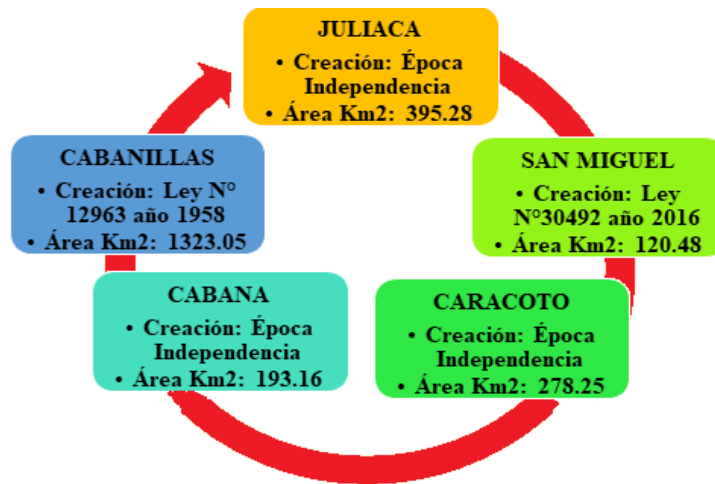 JULIACA
• Creación: Época
Independencia
• Área Km2: 395.28
SAN MIGUEL
• Creación: Ley
N°30492 año 2016
• Área Km2: 120.48
CARACOTO
• Creación: Época
Independencia
• Área Km2: 278.25
CABANA
• Creación: Época
Independencia
• Área Km2: 193.16
CABANILLAS
• Creación: Ley N°
12963 año 1958
• Área Km2: 1323.05